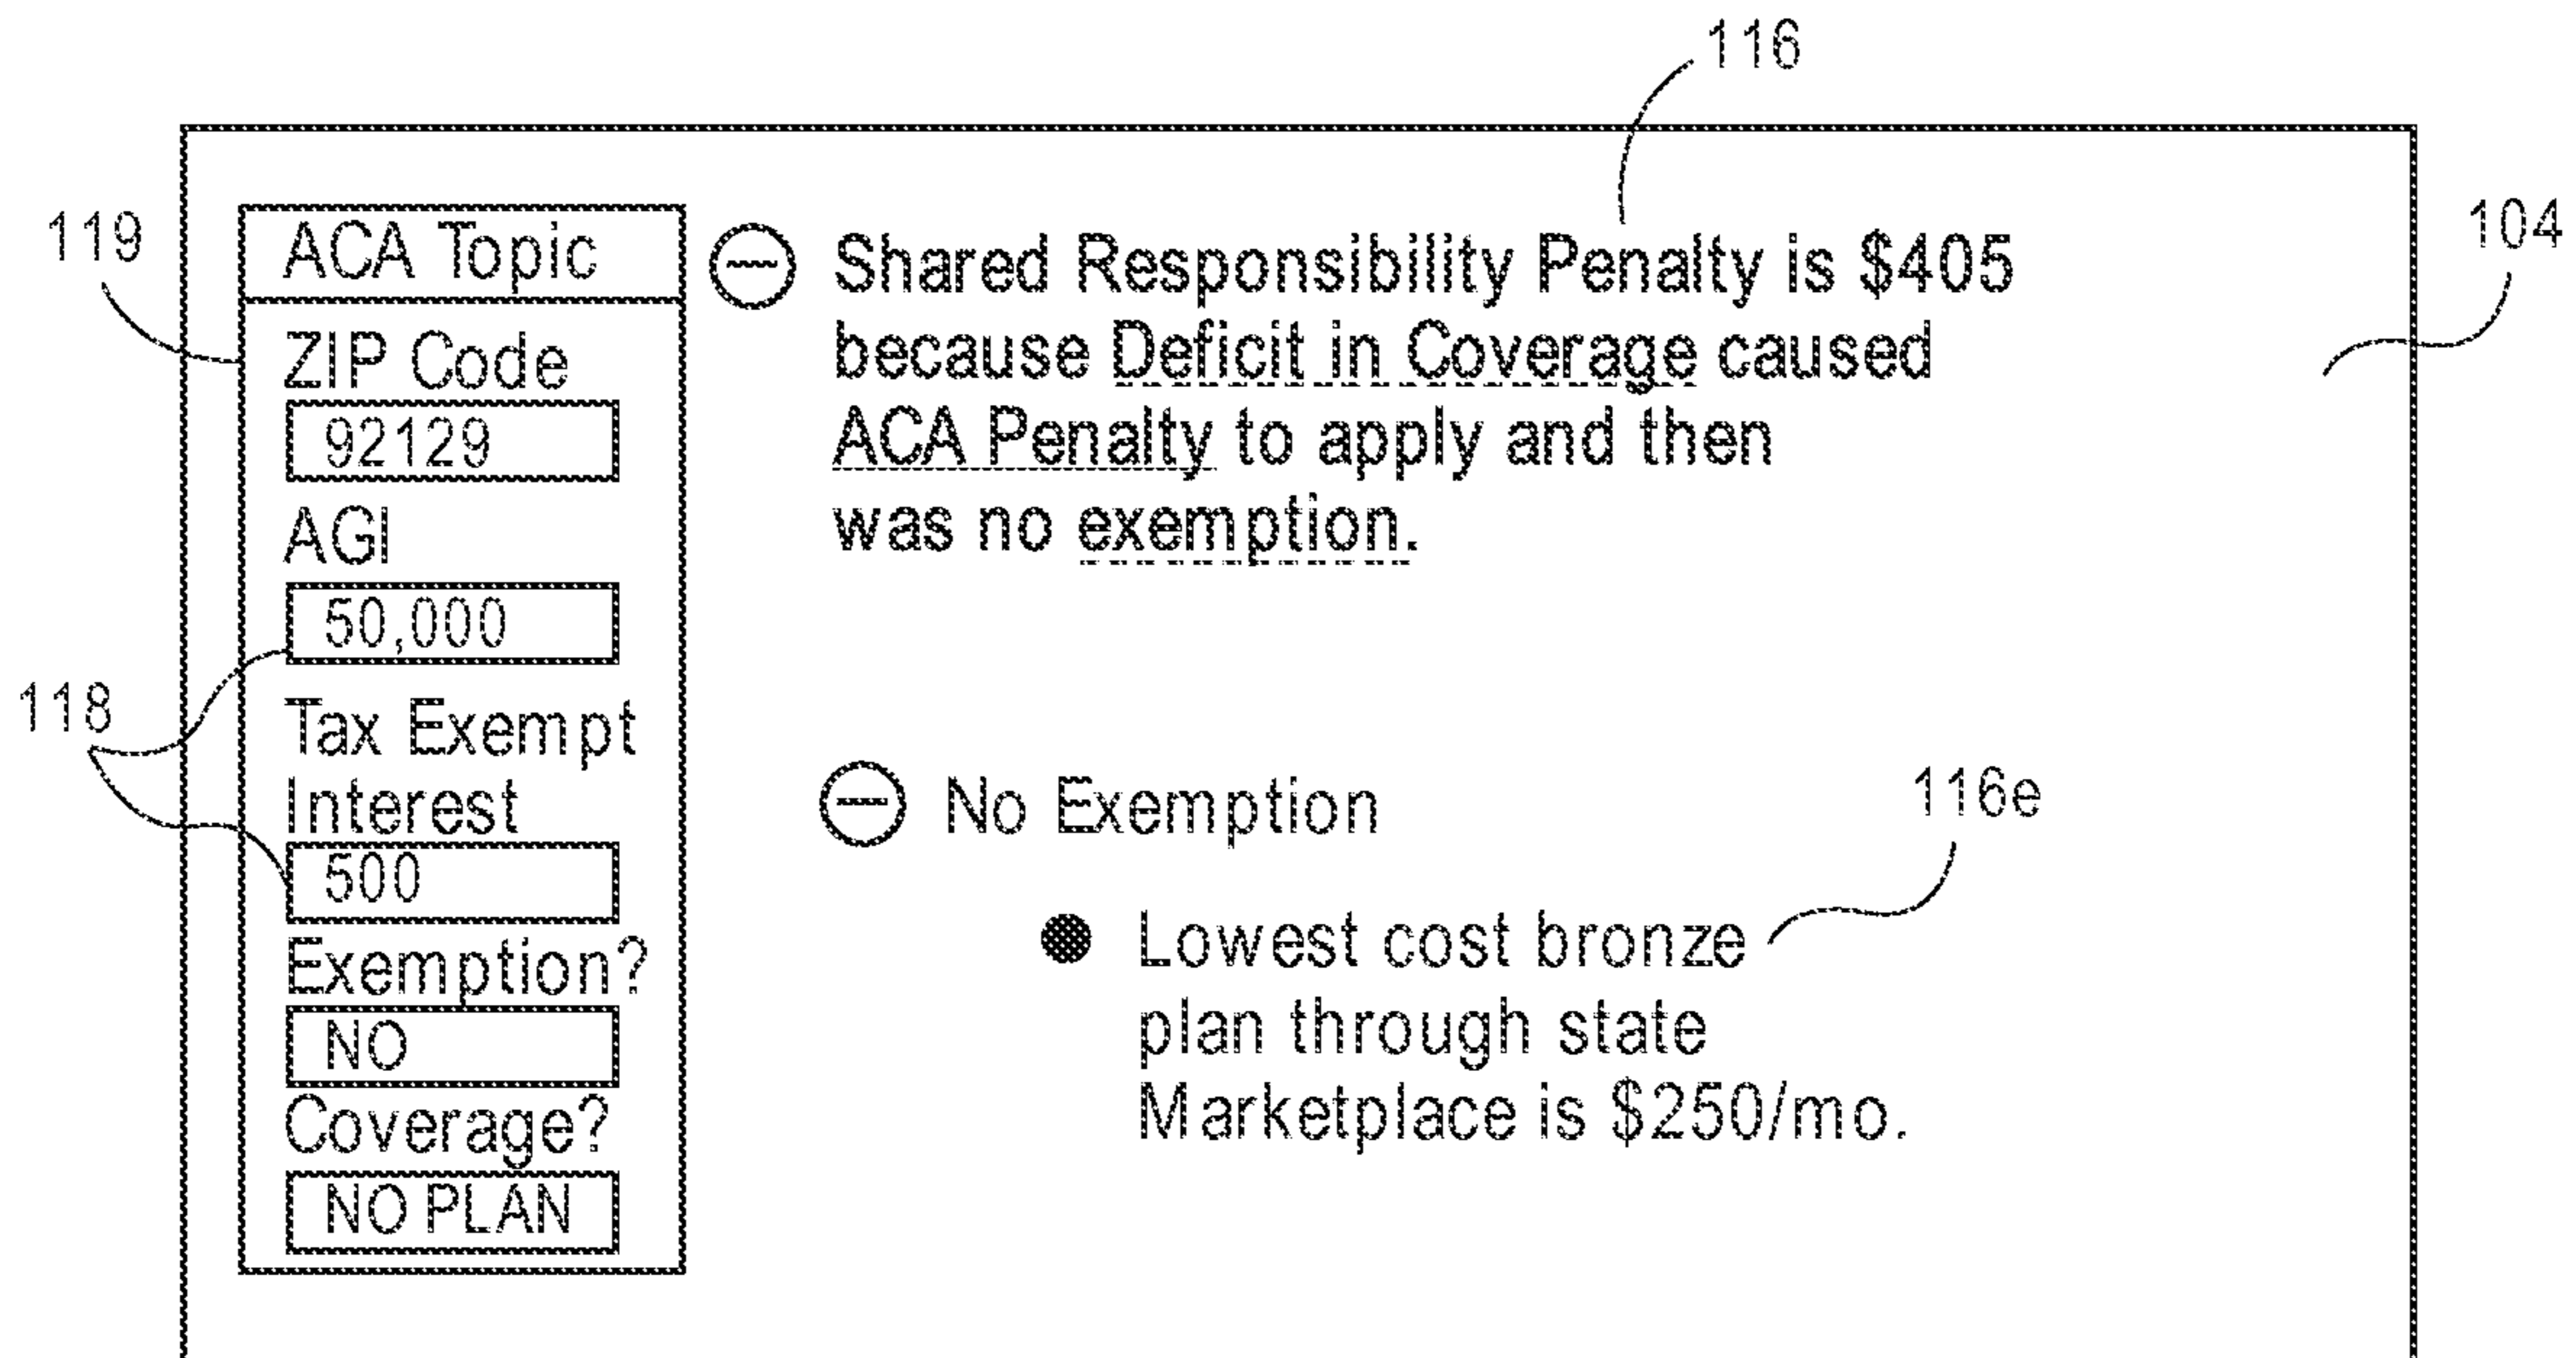 116
119
104
ACA Topic
ZIP Code
92129
AGI
50,000
118
Tax Exempt
Interest
500
Exemption?
NO
Coverage?
NO PLAN
Shared Responsibility Penalty is $405
because Deficit in Coverage caused
ACA Penalty to apply and then
was no exemption.
No Exemption
116e
Lowest cost bronze
plan through state
Marketplace is $250/mo.